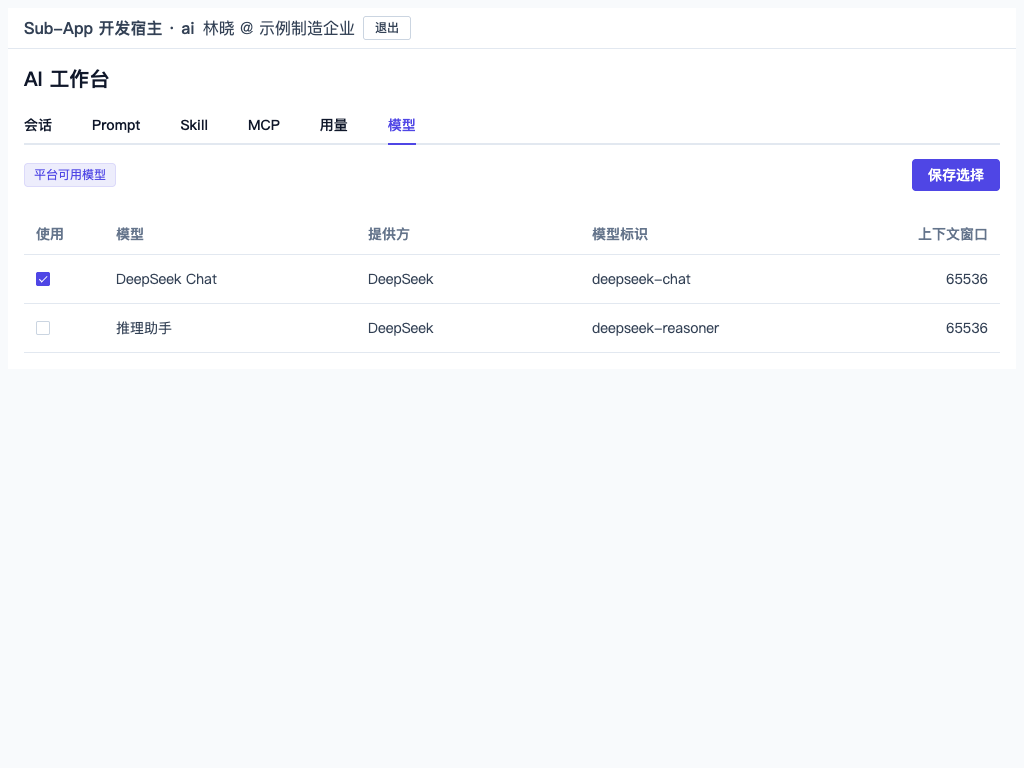 Sub-App 开发宿主 · ai 林晓 @ 示例制造企业 退出
AI 工作台
会话 Prompt Skill MCP 用量 模型
平台可用模型 保存选择
使用 模型 提供方 模型标识 上下文窗口
DeepSeek Chat DeepSeek deepseek-chat 65536
推理助手 DeepSeek deepseek-reasoner 65536